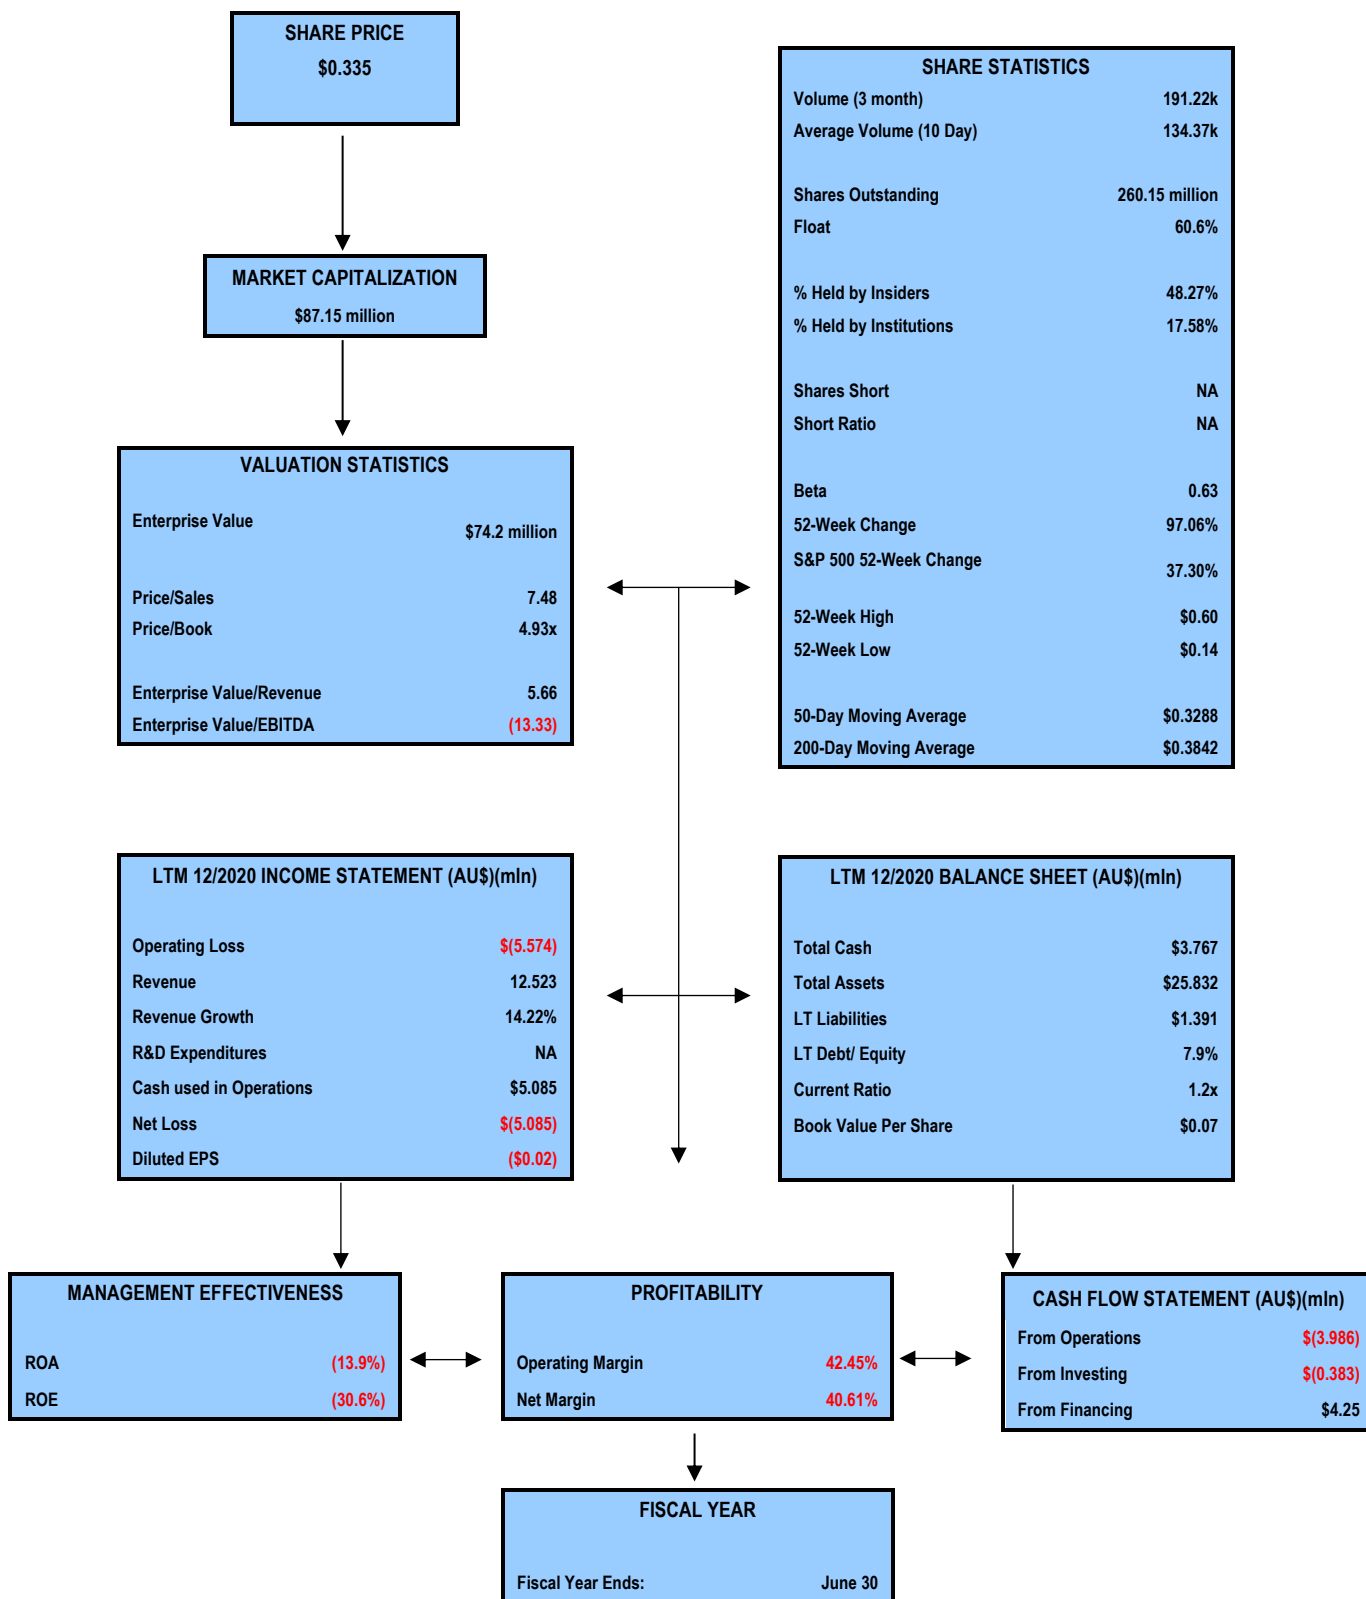 SHARE PRICE
$0.335
MARKET CAPITALIZATION
$87.15 million
VALUATION STATISTICS
Enterprise Value $74.2 million
Price/Sales 7.48
Price/Book 4.93x
Enterprise Value/Revenue 5.66
Enterprise Value/EBITDA (13.33)
SHARE STATISTICS
Volume (3 month) 191.22k
Average Volume (10 Day) 134.37k
Shares Outstanding 260.15 million
Float 60.6%
% Held by Insiders 48.27%
% Held by Institutions 17.58%
Shares Short NA
Short Ratio NA
Beta 0.63
52-Week Change 97.06%
S&P 500 52-Week Change 37.30%
52-Week High $0.60
52-Week Low $0.14
50-Day Moving Average $0.3288
200-Day Moving Average $0.3842
LTM 12/2020 INCOME STATEMENT (AU$)(mln)
Operating Loss $(5.574)
Revenue 12.523
Revenue Growth 14.22%
R&D Expenditures NA
Cash used in Operations $5.085
Net Loss $(5.085)
Diluted EPS ($0.02)
LTM 12/2020 BALANCE SHEET (AU$)(mln)
Total Cash $3.767
Total Assets $25.832
LT Liabilities $1.391
LT Debt/ Equity 7.9%
Current Ratio 1.2x
Book Value Per Share $0.07
MANAGEMENT EFFECTIVENESS
ROA (13.9%)
ROE (30.6%)
PROFITABILITY
Operating Margin 42.45%
Net Margin 40.61%
CASH FLOW STATEMENT (AU$)(mln)
From Operations $(3.986)
From Investing $(0.383)
From Financing $4.25
FISCAL YEAR
Fiscal Year Ends: June 30